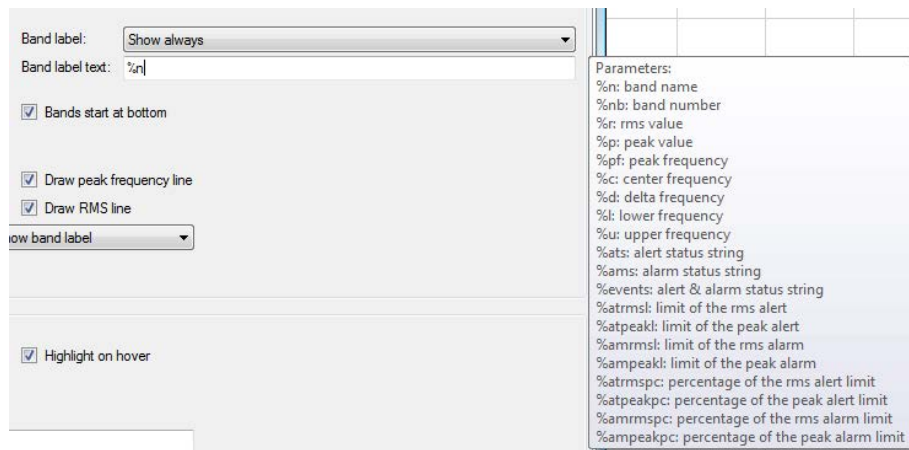 Band label: Show always
Band label text: %n
Bands start at bottom
Draw peak frequency line
Draw RMS line
ow band label
Highlight on hover
Parameters:
%n: band name
%nb: band number
%r: rms value
%p: peak value
%pf: peak frequency
%c: center frequency
%d: delta frequency
%l: lower frequency
%u: upper frequency
%ats: alert status string
%ams: alarm status string
%events: alert & alarm status string
%atrmsl: limit of the rms alert
%atpeakl: limit of the peak alert
%amrmsl: limit of the rms alarm
%ampeakl: limit of the peak alarm
%atrmspc: percentage of the rms alert limit
%atpeakpc: percentage of the peak alert limit
%amrmspc: percentage of the rms alarm limit
%ampeakpc: percentage of the peak alarm limit